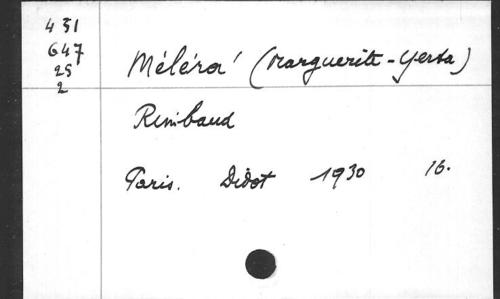 431
647
25
2
Méléra' (Marguerite-Yerta)
Rimbaud
Paris. Didot 1930 16.